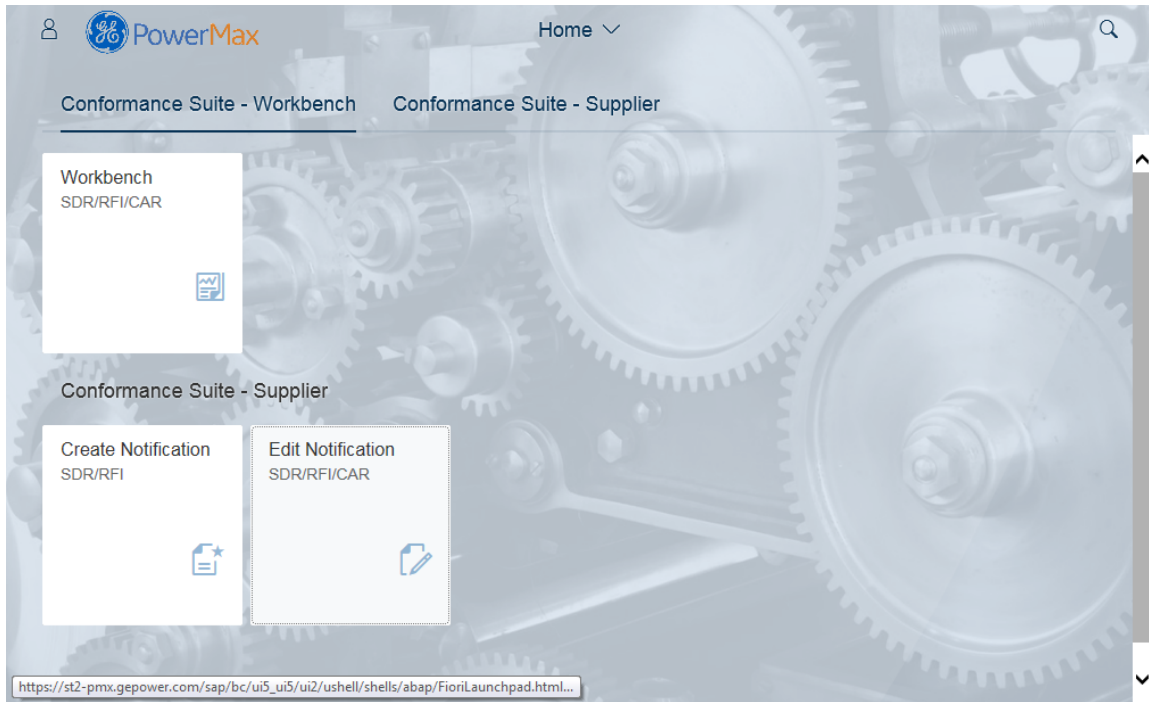 GE PowerMax
Home
Conformance Suite - Workbench
Conformance Suite - Supplier
Workbench
SDR/RFI/CAR
Conformance Suite - Supplier
Create Notification
SDR/RFI
Edit Notification
SDR/RFI/CAR
https://st2-pmx.gepower.com/sap/bc/ui5_ui5/ui2/ushell/shells/abap/FioriLaunchpad.html...